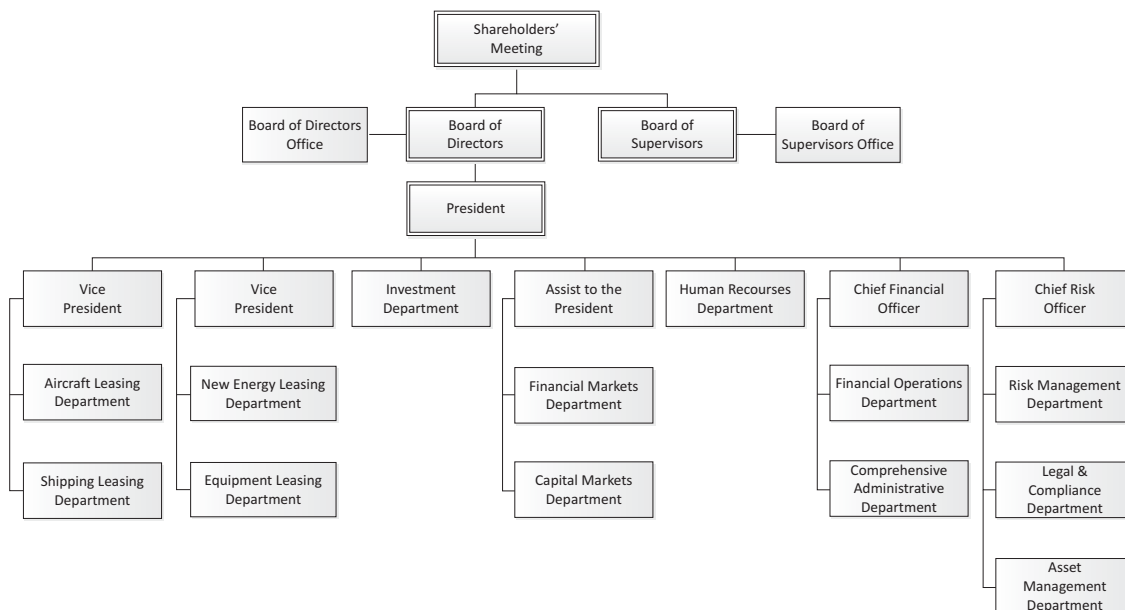 Shareholders’
Meeting
Board of Directors
Office
Board of
Directors
Board of
Supervisors
Board of
Supervisors Office
President
Vice
President
Vice
President
Investment
Department
Assist to the
President
Human Recourses
Department
Chief Financial
Officer
Chief Risk
Officer
Aircraft Leasing
Department
New Energy Leasing
Department
Financial Markets
Department
Financial Operations
Department
Risk Management
Department
Shipping Leasing
Department
Equipment Leasing
Department
Capital Markets
Department
Comprehensive
Administrative
Department
Legal &
Compliance
Department
Asset
Management
Department